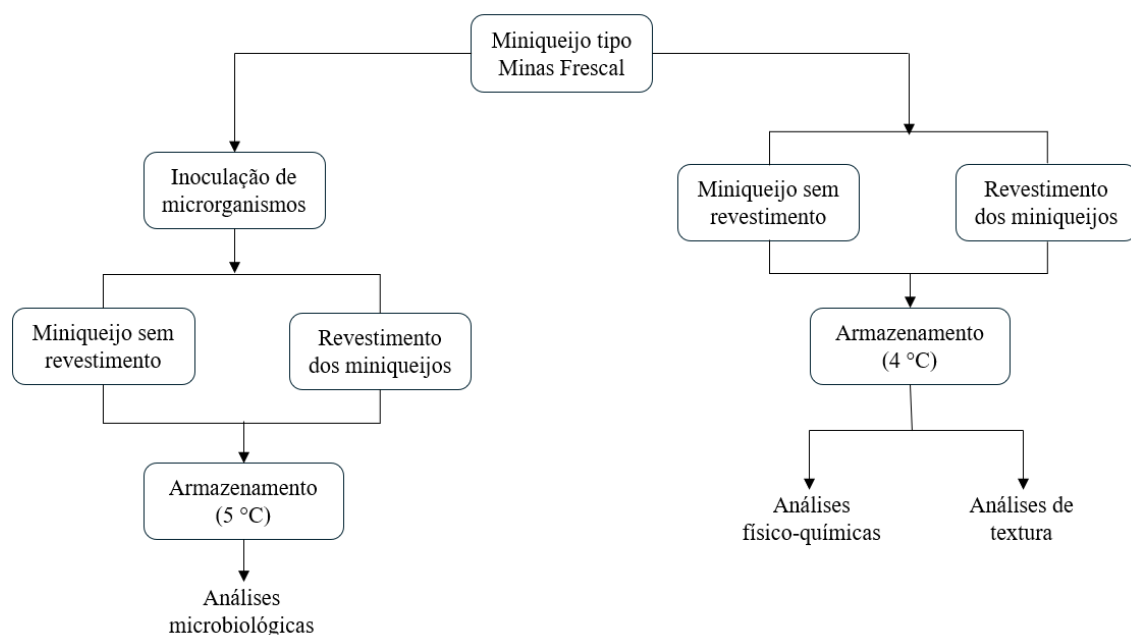 Miniqueijo tipo
Minas Frescal
Inoculação de
microrganismos
Miniqueijo sem
revestimento
Revestimento
dos miniqueijos
Armazenamento
(5 °C)
Análises
microbiológicas
Miniqueijo sem
revestimento
Revestimento
dos miniqueijos
Armazenamento
(4 °C)
Análises
físico-químicas
Análises de
textura